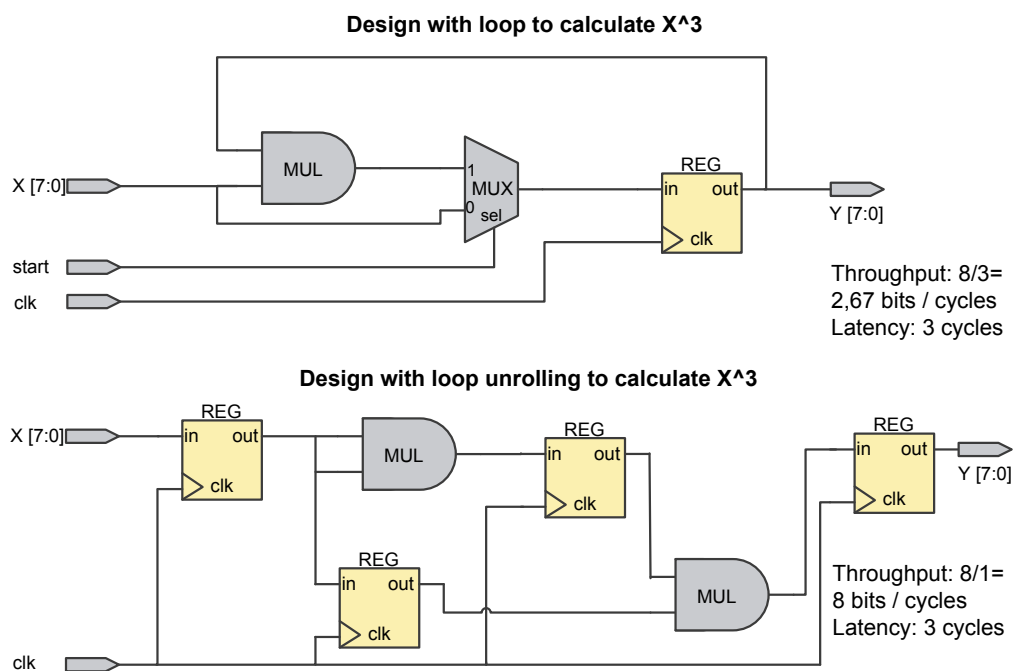 Design with loop to calculate X^3
X [7:0]
MUL
1
MUX
0
sel
REG
in out
clk
Y [7:0]
start
clk
Throughput: 8/3=
2,67 bits / cycles
Latency: 3 cycles
Design with loop unrolling to calculate X^3
X [7:0]
REG
in out
clk
MUL
REG
in out
clk
REG
in out
clk
Y [7:0]
REG
in out
clk
MUL
Throughput: 8/1=
8 bits / cycles
Latency: 3 cycles
clk